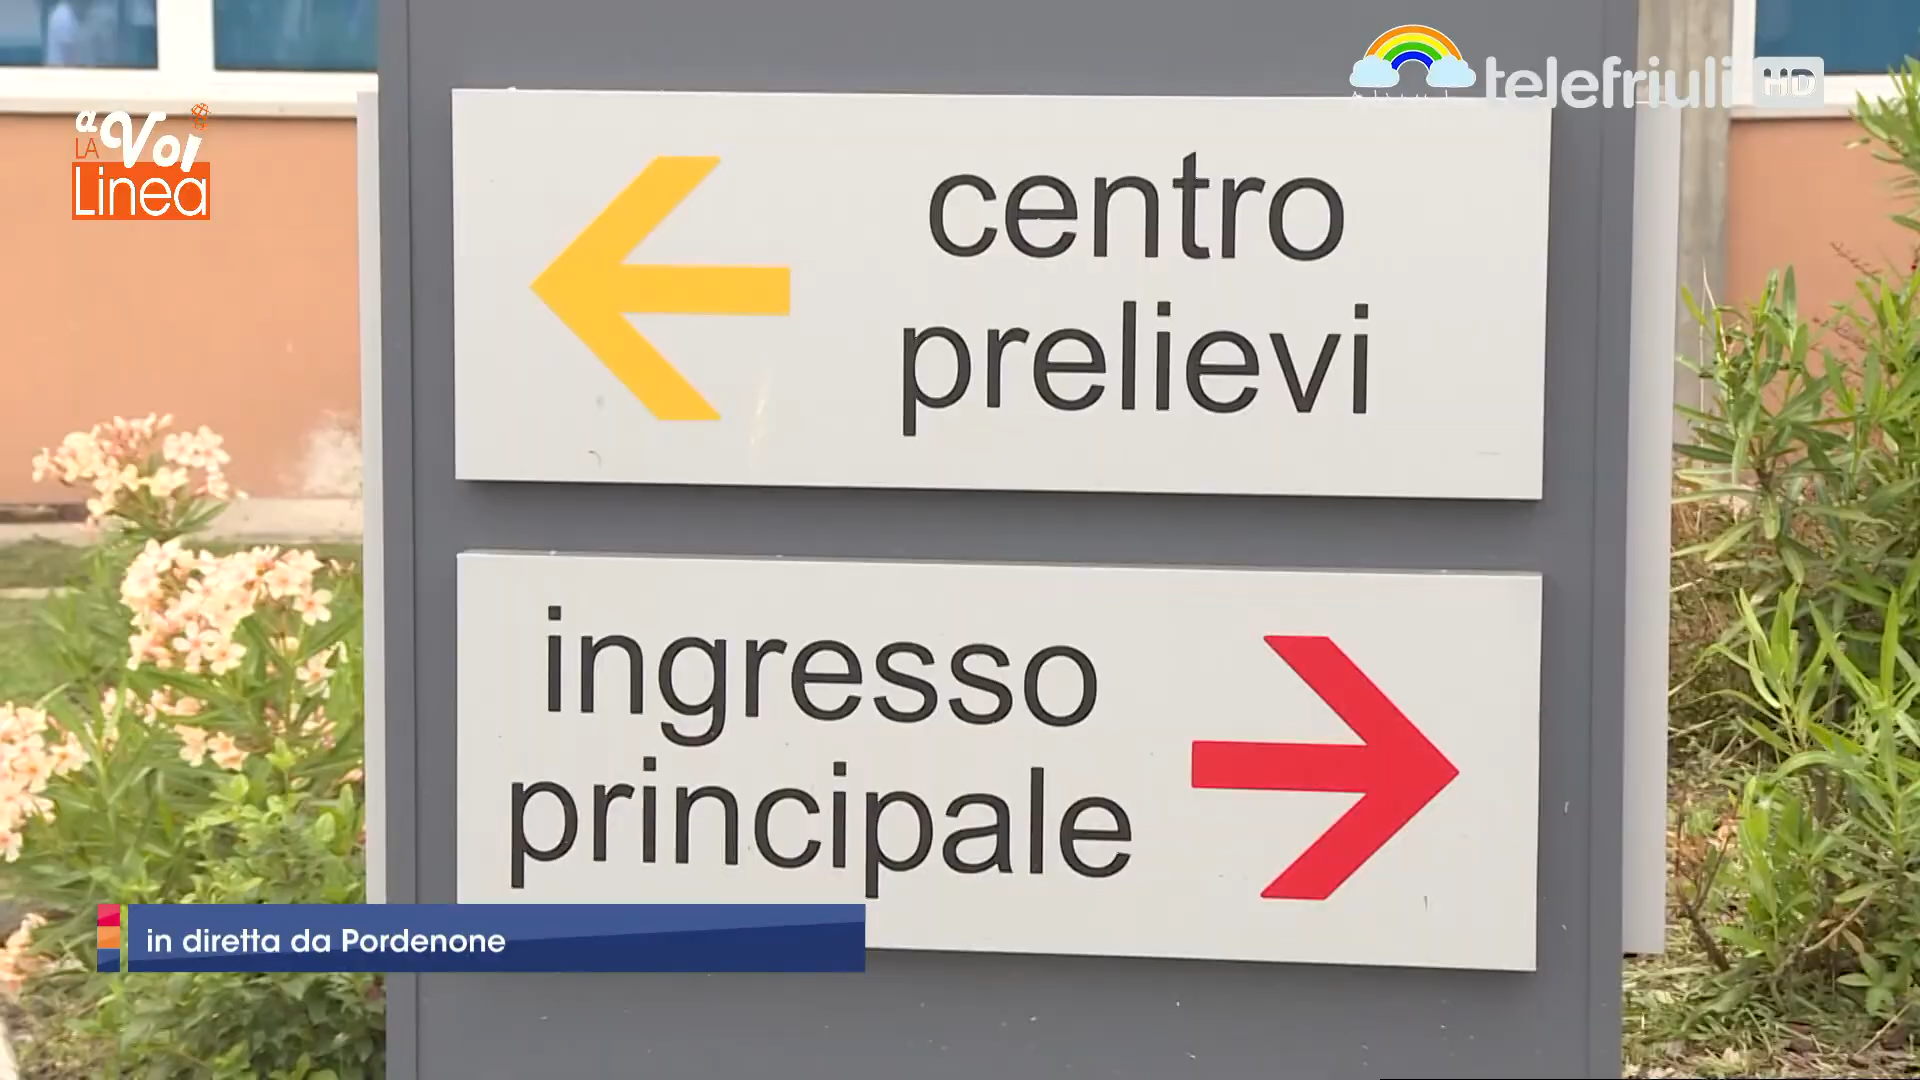 telefriuli HD
a Voi
LA
Linea
centro
prelievi
ingresso
principale
in diretta da Pordenone